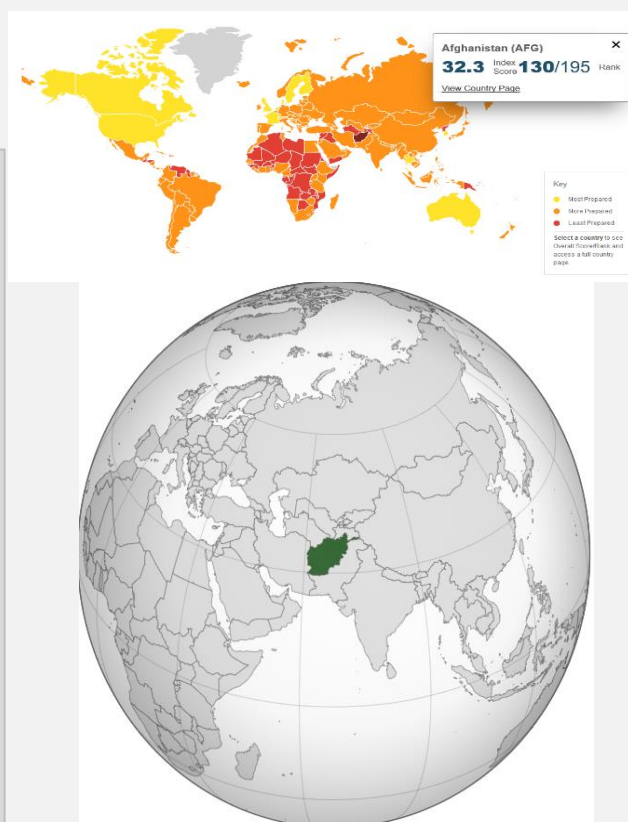 Afghanistan (AFG) ×
32.3 Index Score 130/195 Rank
View Country Page
Key
Most Prepared
More Prepared
Least Prepared
Select a country to see
Overall Score/Rank and
access a full country
page.